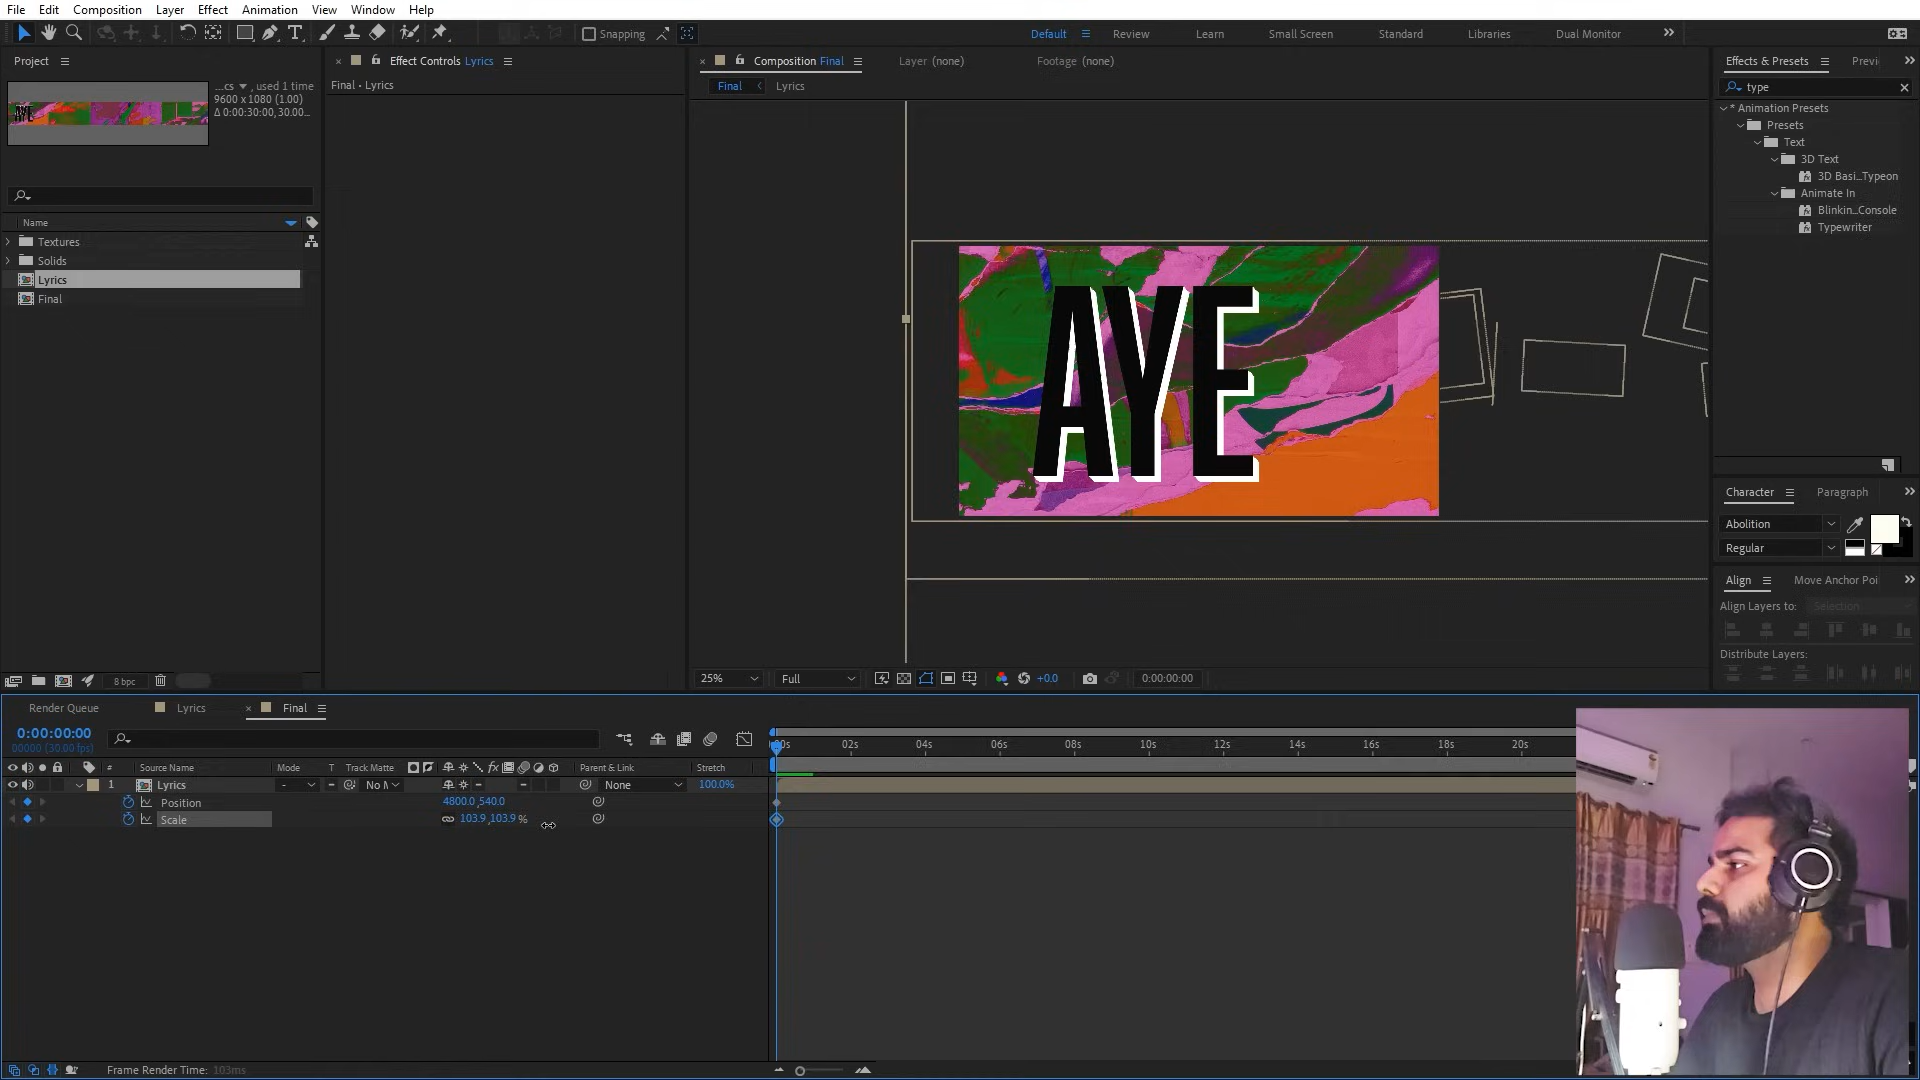 File Edit Composition Layer Effect Animation View Window Help
Snapping
Default Review Learn Small Screen Standard Libraries Dual Monitor
Project
...cs , used 1 time
9600 x 1080 (1.00)
Δ 0:00:30:00, 30.00...
Name
Textures
Solids
Lyrics
Final
8 bpc
Effect Controls Lyrics
Final • Lyrics
Composition Final Layer (none) Footage (none)
Final Lyrics
AYE
25% Full +0.0 0:00:00:00
Effects & Presets Previ
type
* Animation Presets
Presets
Text
3D Text
3D Basi...Typeon
Animate In
Blinkin...Console
Typewriter
Character Paragraph
Abolition
Regular
Align Move Anchor Poi
Align Layers to: Selection
Distribute Layers:
Render Queue Lyrics Final
0:00:00:00
00000 (30.00 fps)
00s 02s 04s 06s 08s 10s 12s 14s 16s 18s 20s
# Source Name Mode T Track Matte fx Parent & Link Stretch
1 Lyrics - No M None 100.0%
Position 4800.0, 540.0
Scale 103.9, 103.9 %
Frame Render Time: 103ms